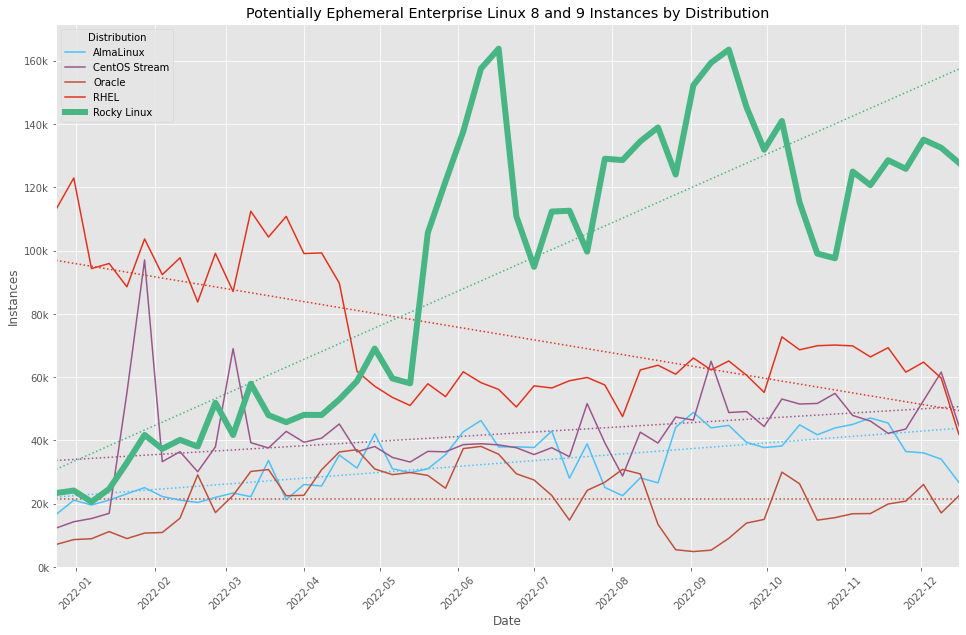 Potentially Ephemeral Enterprise Linux 8 and 9 Instances by Distribution
Distribution
AlmaLinux
CentOS Stream
Oracle
RHEL
Rocky Linux
160k
140k
120k
100k
80k
60k
40k
20k
0k
Instances
2022-01
2022-02
2022-03
2022-04
2022-05
2022-06
2022-07
2022-08
2022-09
2022-10
2022-11
2022-12
Date